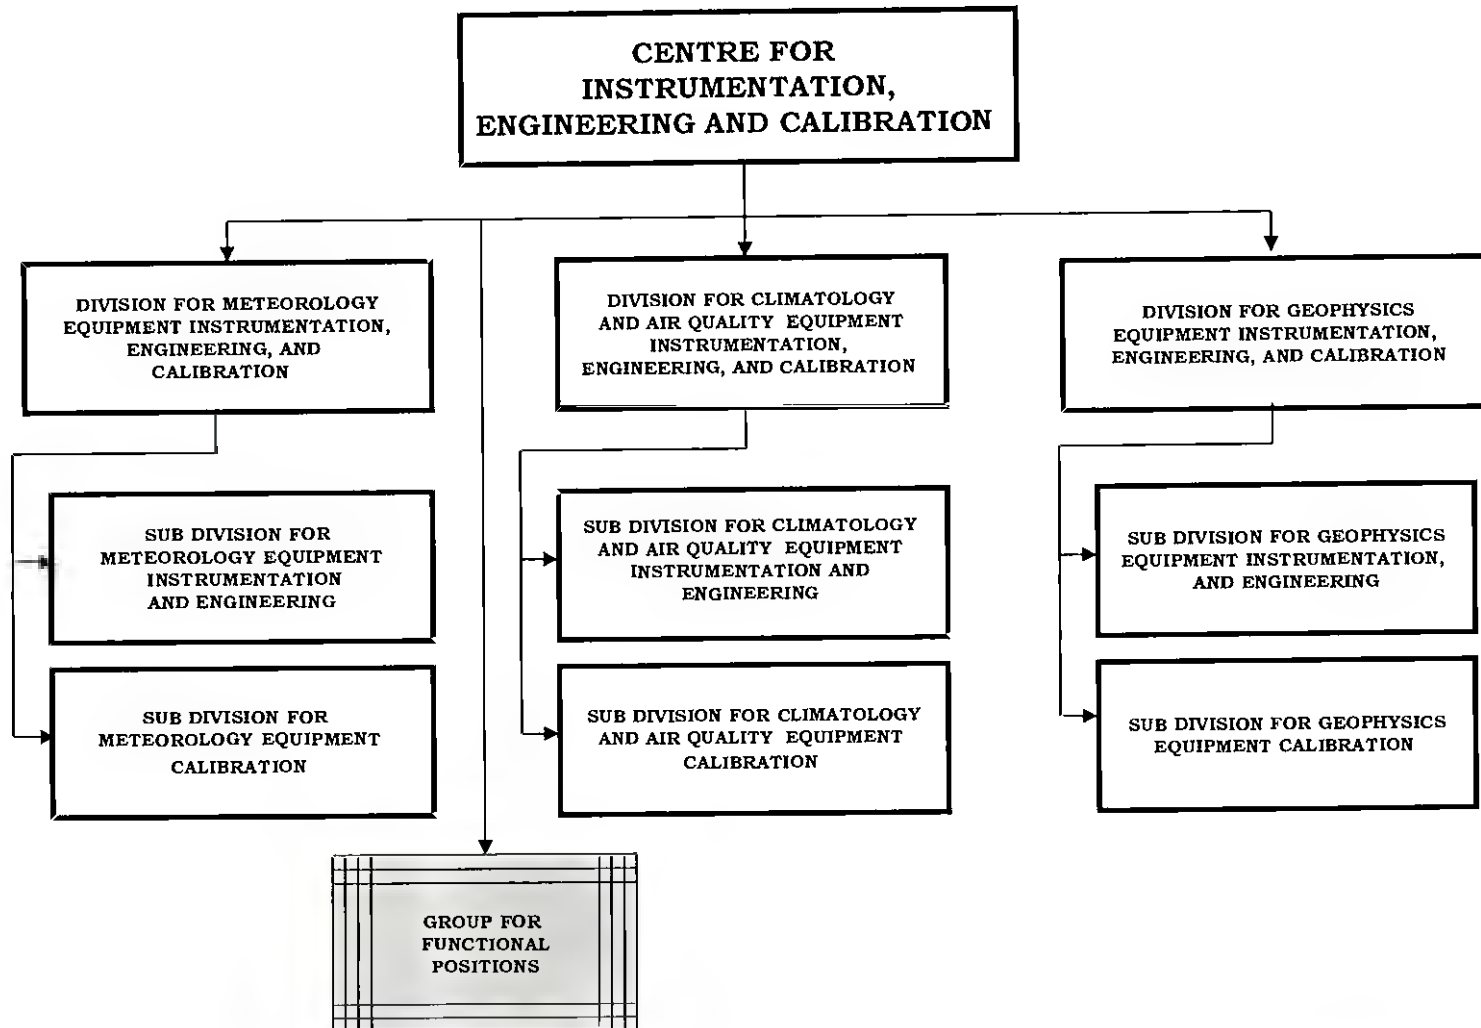 CENTRE FOR
INSTRUMENTATION,
ENGINEERING AND CALIBRATION
DIVISION FOR METEOROLOGY
EQUIPMENT INSTRUMENTATION,
ENGINEERING, AND
CALIBRATION
DIVISION FOR CLIMATOLOGY
AND AIR QUALITY EQUIPMENT
INSTRUMENTATION,
ENGINEERING, AND CALIBRATION
DIVISION FOR GEOPHYSICS
EQUIPMENT INSTRUMENTATION,
ENGINEERING, AND CALIBRATION
SUB DIVISION FOR
METEOROLOGY EQUIPMENT
INSTRUMENTATION
AND ENGINEERING
SUB DIVISION FOR CLIMATOLOGY
AND AIR QUALITY EQUIPMENT
INSTRUMENTATION AND
ENGINEERING
SUB DIVISION FOR GEOPHYSICS
EQUIPMENT INSTRUMENTATION,
AND ENGINEERING
SUB DIVISION FOR
METEOROLOGY EQUIPMENT
CALIBRATION
SUB DIVISION FOR CLIMATOLOGY
AND AIR QUALITY EQUIPMENT
CALIBRATION
SUB DIVISION FOR GEOPHYSICS
EQUIPMENT CALIBRATION
GROUP FOR
FUNCTIONAL
POSITIONS